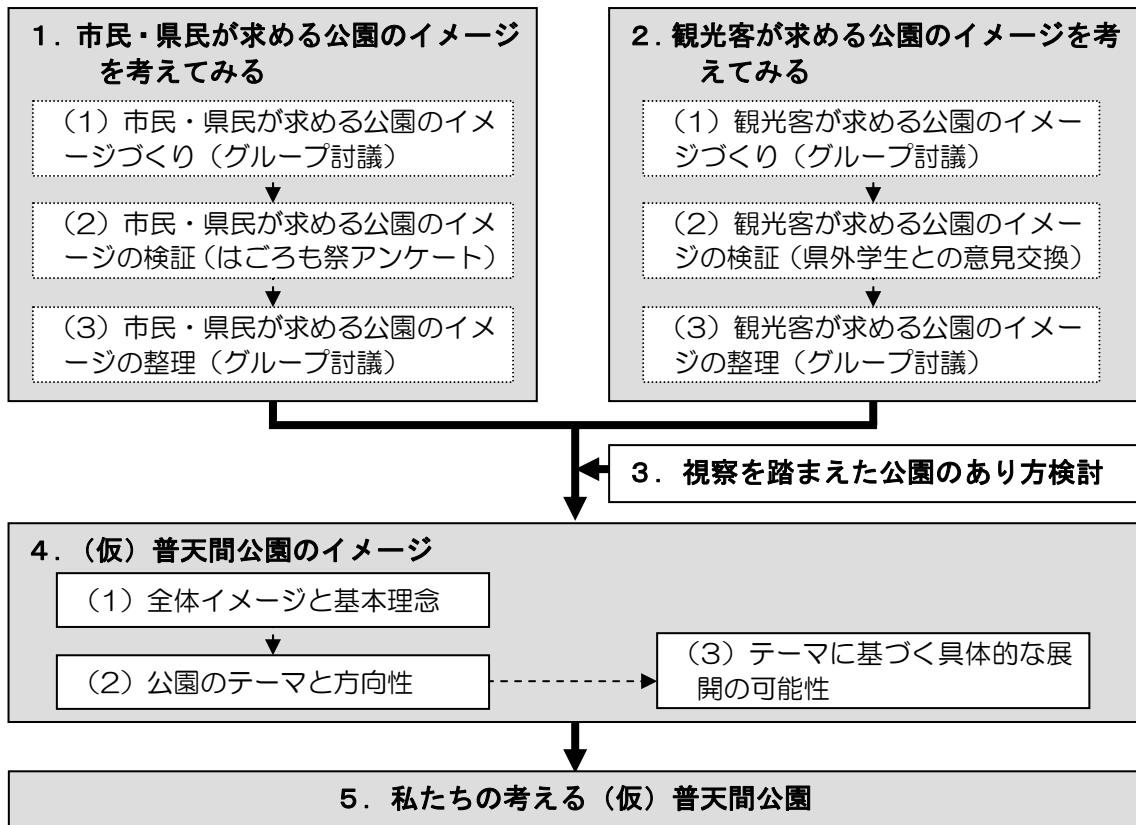 １．市民・県民が求める公園のイメージ
を考えてみる
（１）市民・県民が求める公園のイメ
ージづくり（グループ討議）
（２）市民・県民が求める公園のイメ
ージの検証（はごろも祭アンケート）
（３）市民・県民が求める公園のイメ
ージの整理（グループ討議）
２．観光客が求める公園のイメージを考
えてみる
（１）観光客が求める公園のイメー
ジづくり（グループ討議）
（２）観光客が求める公園のイメー
ジの検証（県外学生との意見交換）
（３）観光客が求める公園のイメー
ジの整理（グループ討議）
３．視察を踏まえた公園のあり方検討
４．（仮）普天間公園のイメージ
（１）全体イメージと基本理念
（２）公園のテーマと方向性
（３）テーマに基づく具体的な展
開の可能性
５．私たちの考える（仮）普天間公園